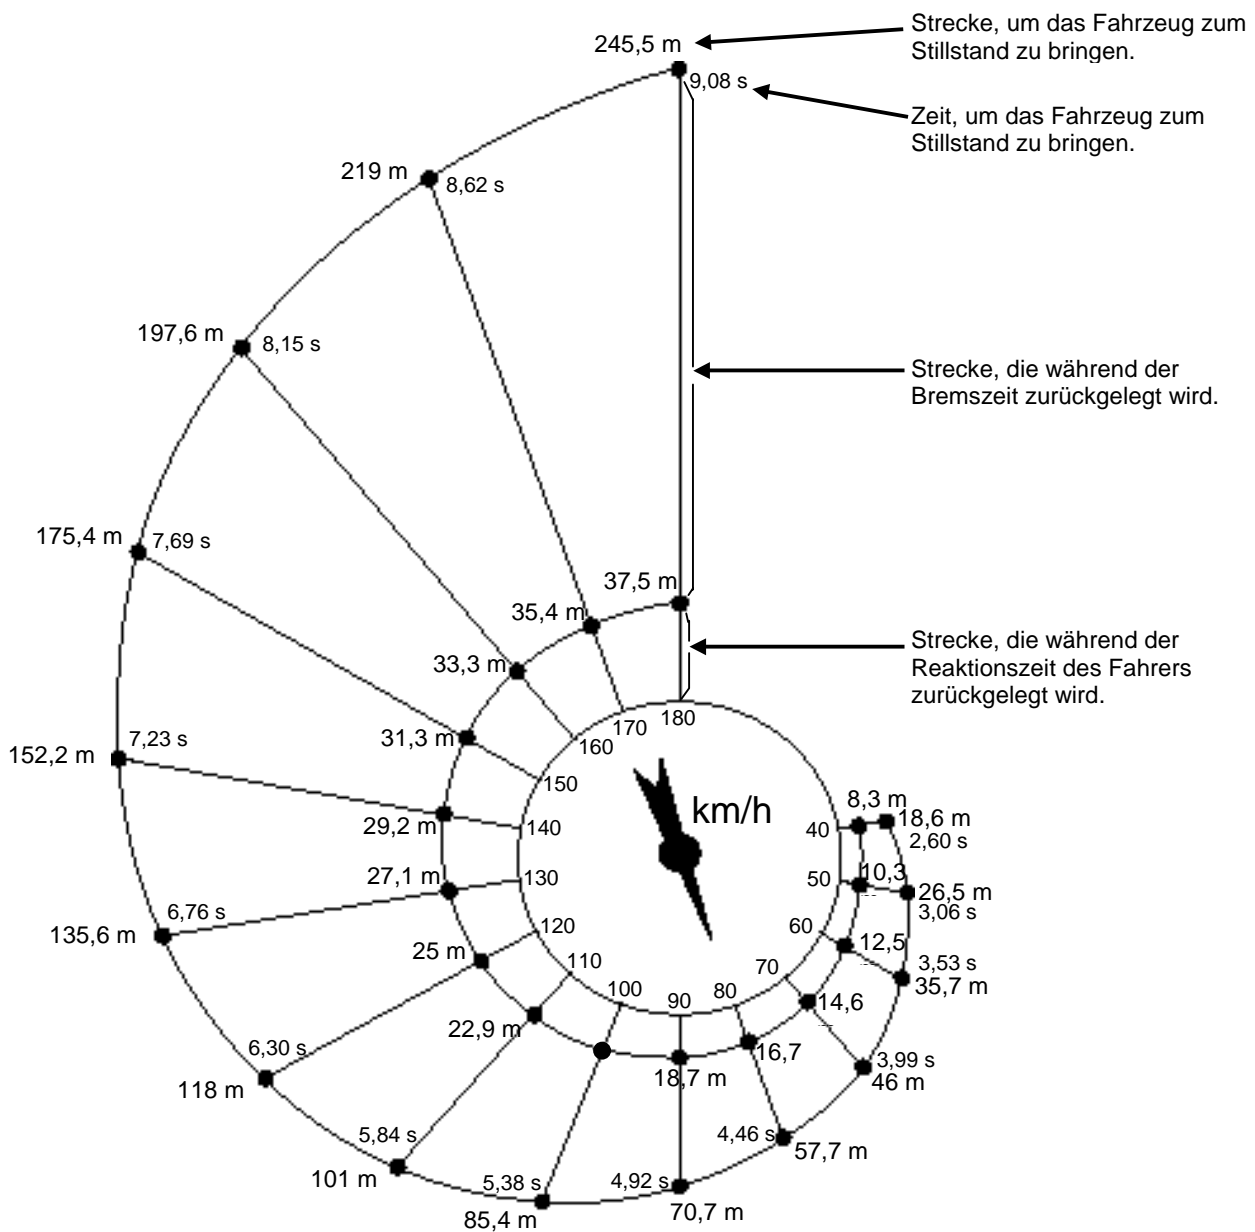 Strecke, um das Fahrzeug zum
Stillstand zu bringen.
245,5 m
9,08 s
Zeit, um das Fahrzeug zum
Stillstand zu bringen.
219 m
8,62 s
197,6 m
8,15 s
Strecke, die während der
Bremszeit zurückgelegt wird.
175,4 m
7,69 s
37,5 m
35,4 m
33,3 m
Strecke, die während der
Reaktionszeit des Fahrers
zurückgelegt wird.
31,3 m
152,2 m
7,23 s
29,2 m
27,1 m
135,6 m
6,76 s
25 m
22,9 m
118 m
6,30 s
101 m
5,84 s
85,4 m
5,38 s
18,7 m
70,7 m
4,92 s
16,7
57,7 m
4,46 s
14,6
46 m
3,99 s
12,5
35,7 m
3,53 s
10,3
26,5 m
3,06 s
8,3 m
18,6 m
2,60 s
180
170
160
150
140
130
120
110
100
90
80
70
60
50
40
km/h